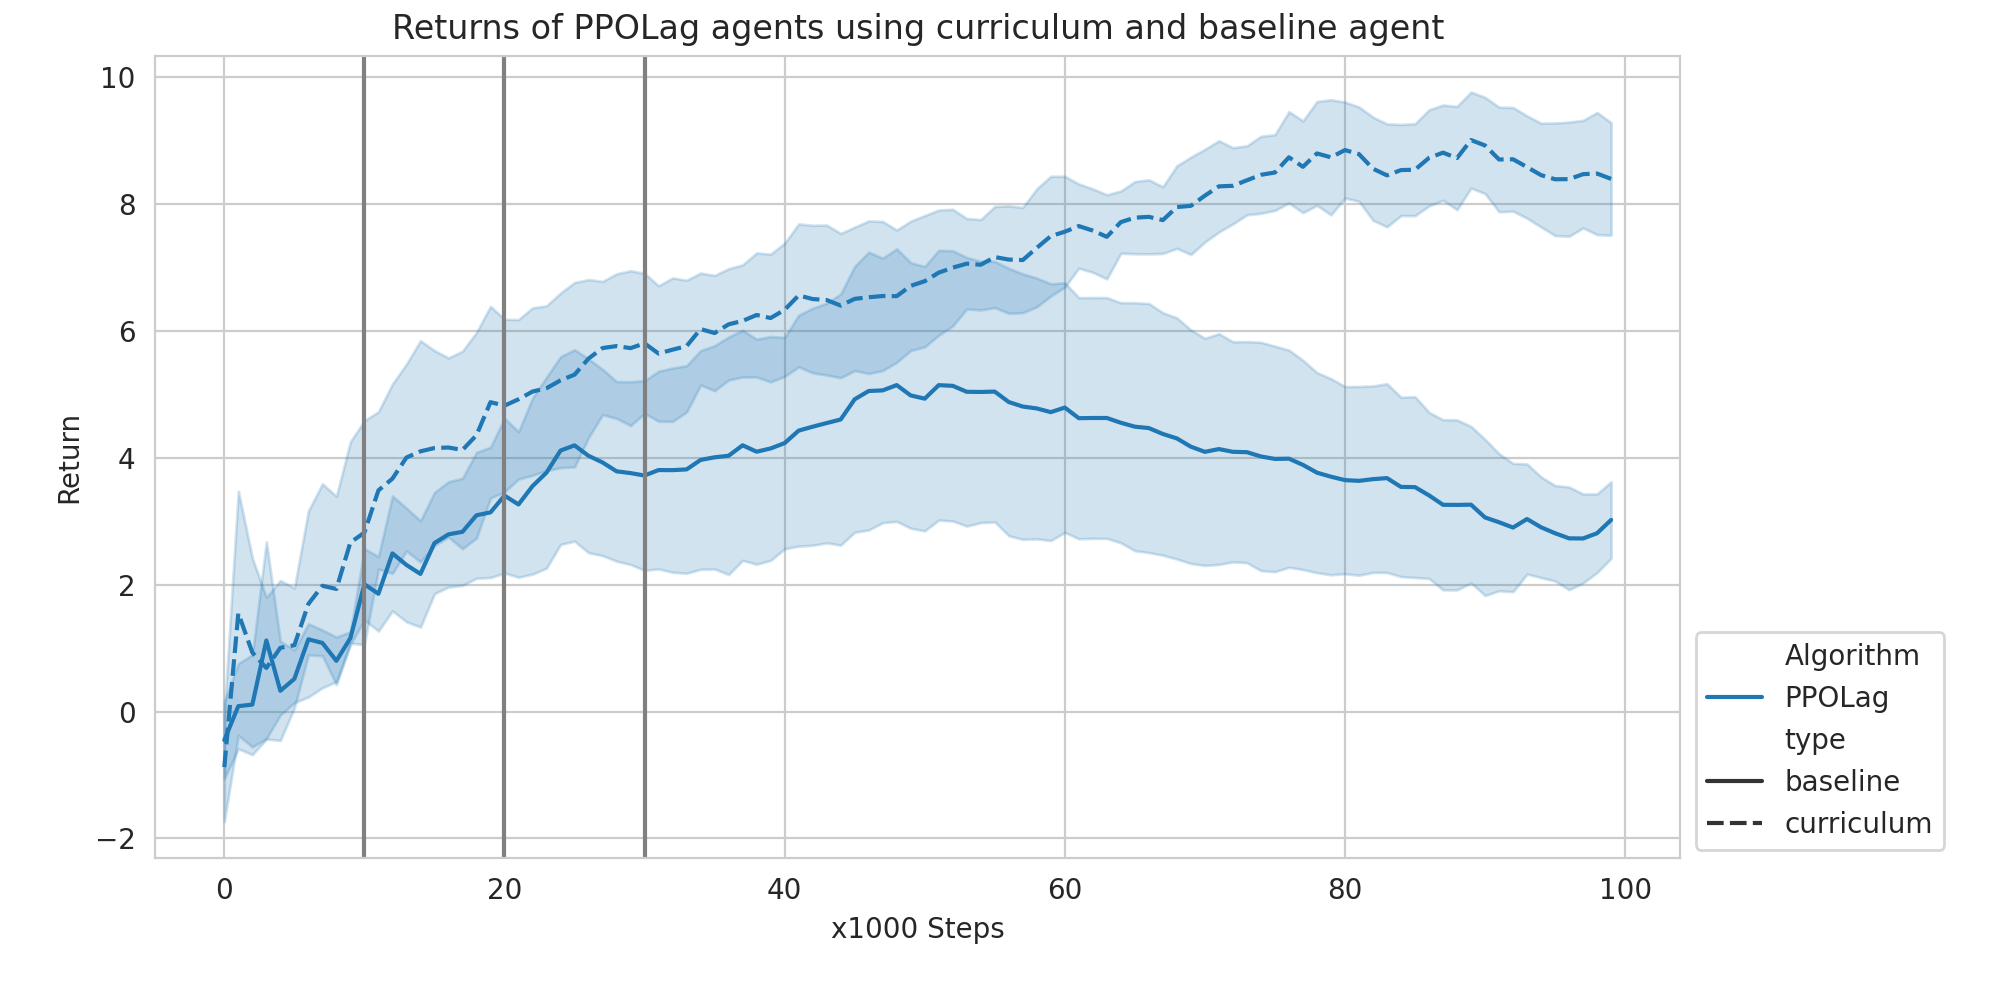 Returns of PPOLag agents using curriculum and baseline agent
10
8
6
4
2
0
−2
Return
0 20 40 60 80 100
x1000 Steps
Algorithm
PPOLag
type
baseline
curriculum